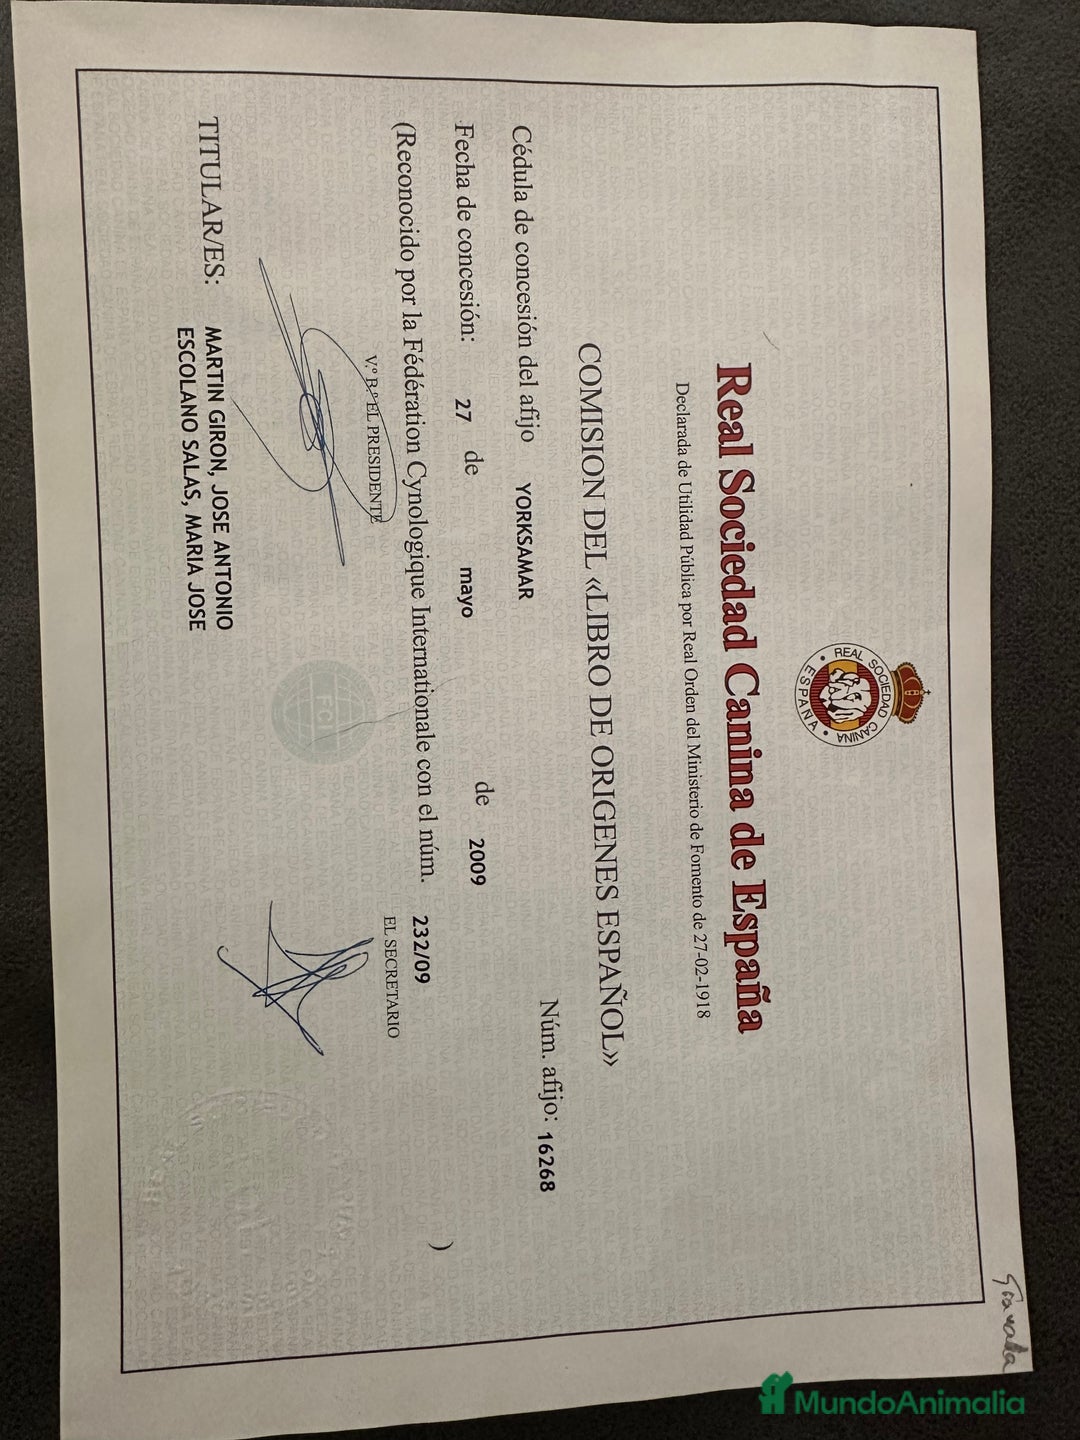 REAL SOCIEDAD CANINA
ESPAÑA
Real Sociedad Canina de España
Declarada de Utilidad Pública por Real Orden del Ministerio de Fomento de 27-02-1918
COMISION DEL «LIBRO DE ORIGENES ESPAÑOL»
Núm. afijo: 16268
Cédula de concesión del afijo YORKSAMAR
Fecha de concesión: 27 de mayo de 2009
(Reconocido por la Fédération Cynologique Internationale con el núm. 232/09 )
V.º B.º EL PRESIDENTE
EL SECRETARIO
FCI
TITULAR/ES: MARTIN GIRON, JOSE ANTONIO
ESCOLANO SALAS, MARIA JOSE
Granada
MundoAnimalia